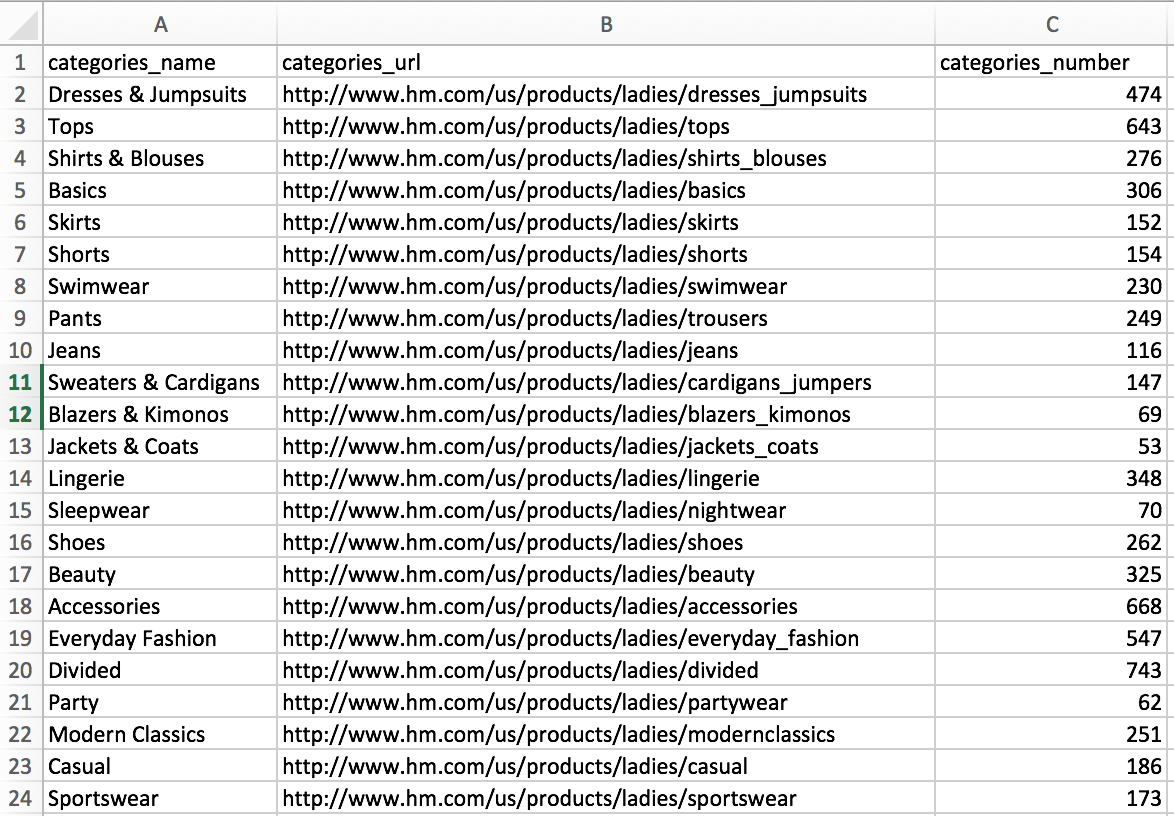 A B C
1 categories_name categories_url categories_number
2 Dresses & Jumpsuits http://www.hm.com/us/products/ladies/dresses_jumpsuits 474
3 Tops http://www.hm.com/us/products/ladies/tops 643
4 Shirts & Blouses http://www.hm.com/us/products/ladies/shirts_blouses 276
5 Basics http://www.hm.com/us/products/ladies/basics 306
6 Skirts http://www.hm.com/us/products/ladies/skirts 152
7 Shorts http://www.hm.com/us/products/ladies/shorts 154
8 Swimwear http://www.hm.com/us/products/ladies/swimwear 230
9 Pants http://www.hm.com/us/products/ladies/trousers 249
10 Jeans http://www.hm.com/us/products/ladies/jeans 116
11 Sweaters & Cardigans http://www.hm.com/us/products/ladies/cardigans_jumpers 147
12 Blazers & Kimonos http://www.hm.com/us/products/ladies/blazers_kimonos 69
13 Jackets & Coats http://www.hm.com/us/products/ladies/jackets_coats 53
14 Lingerie http://www.hm.com/us/products/ladies/lingerie 348
15 Sleepwear http://www.hm.com/us/products/ladies/nightwear 70
16 Shoes http://www.hm.com/us/products/ladies/shoes 262
17 Beauty http://www.hm.com/us/products/ladies/beauty 325
18 Accessories http://www.hm.com/us/products/ladies/accessories 668
19 Everyday Fashion http://www.hm.com/us/products/ladies/everyday_fashion 547
20 Divided http://www.hm.com/us/products/ladies/divided 743
21 Party http://www.hm.com/us/products/ladies/partywear 62
22 Modern Classics http://www.hm.com/us/products/ladies/modernclassics 251
23 Casual http://www.hm.com/us/products/ladies/casual 186
24 Sportswear http://www.hm.com/us/products/ladies/sportswear 173